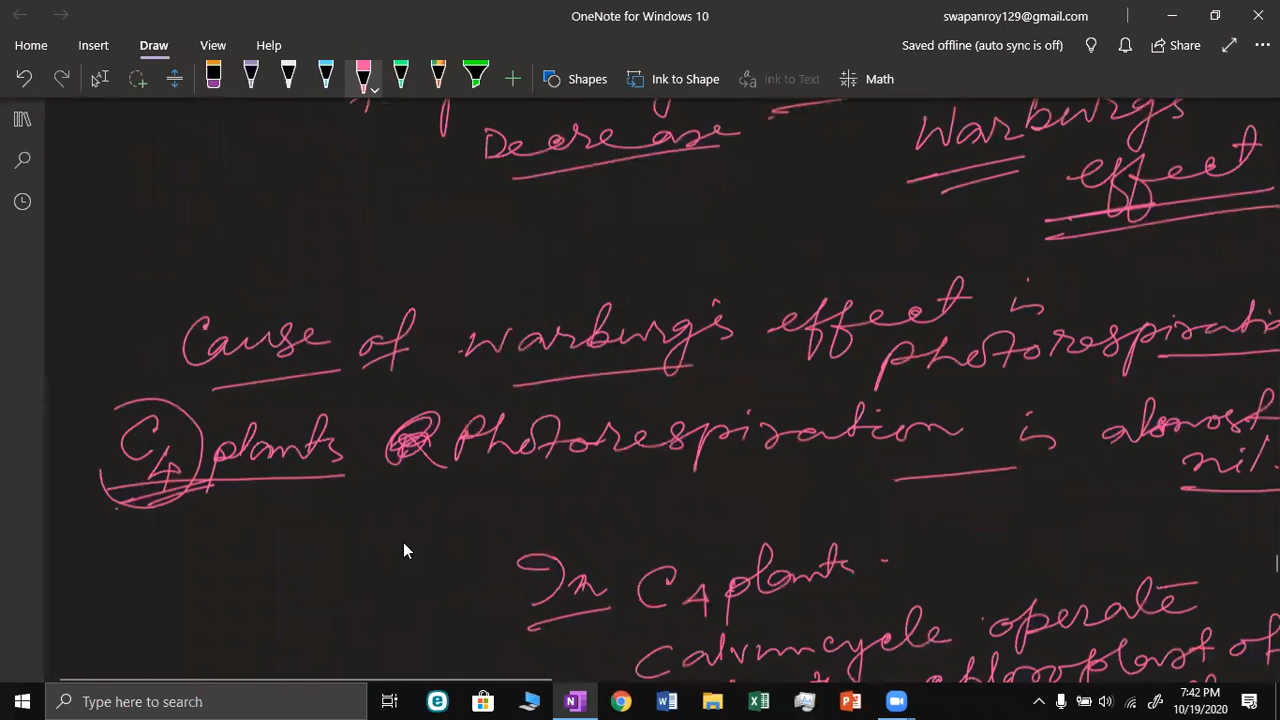 OneNote for Windows 10
swapanroy129@gmail.com
Home Insert Draw View Help
Saved offline (auto sync is off)
Share
Shapes
Ink to Shape
Ink to Text
Math
Decrease
Warburgs
effect
Cause of warburg's effect is
photorespiratio
C4 plants Photorespiration is almost
nil.
In C4 plants.
Calvin cycle operate
chloroplast of
Type here to search
7:42 PM
10/19/2020